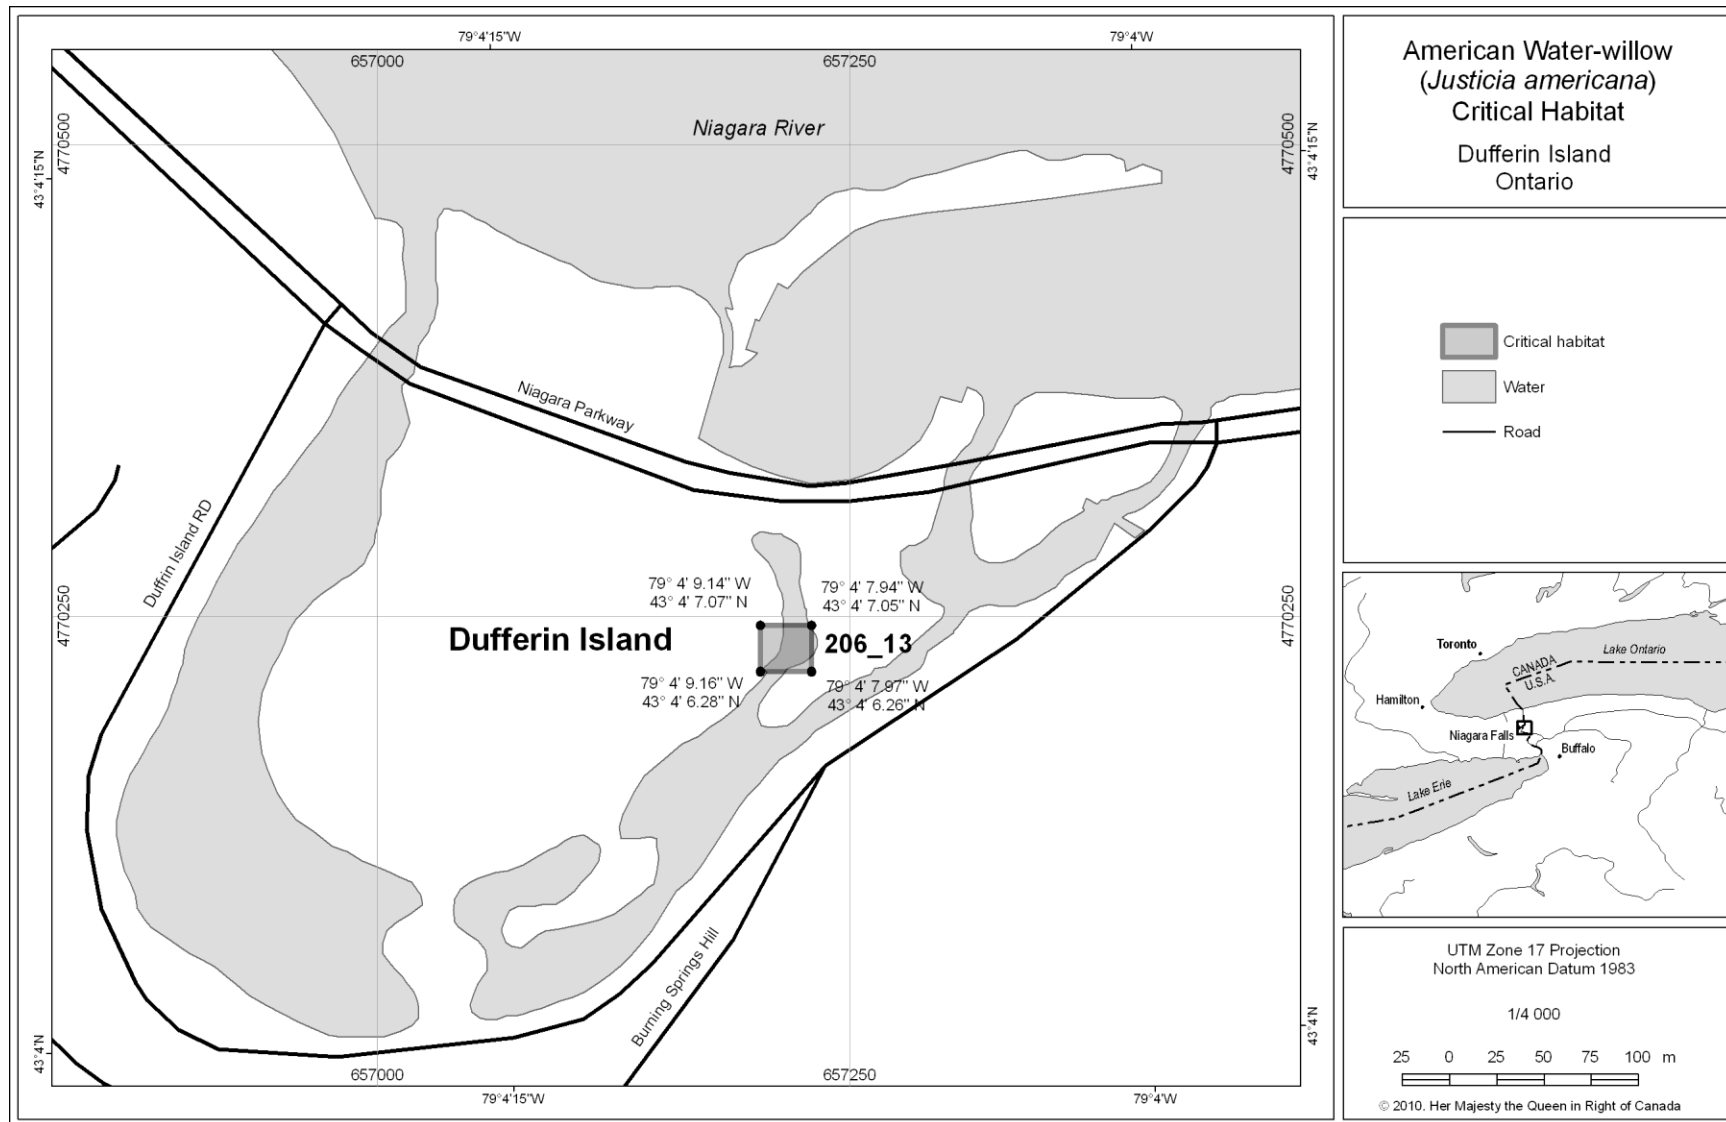 79°4'15"W
79°4'W
657000
657250
Niagara River
4770500
4770500
43°4'15"N
43°4'15"N
Niagara Parkway
Duffrin Island RD
79° 4' 9.14" W
43° 4' 7.07" N
79° 4' 7.94" W
43° 4' 7.05" N
4770250
4770250
Dufferin Island
206_13
79° 4' 9.16" W
43° 4' 6.28" N
79° 4' 7.97" W
43° 4' 6.26" N
Burning Springs Hill
43°4'N
43°4'N
657000
657250
79°4'15"W
79°4'W
American Water-willow
(Justicia americana)
Critical Habitat
Dufferin Island
Ontario
Critical habitat
Water
Road
Toronto
Lake Ontario
CANADA
U.S.A.
Hamilton
Niagara Falls
Buffalo
Lake Erie
UTM Zone 17 Projection
North American Datum 1983
1/4 000
25 0 25 50 75 100 m
© 2010. Her Majesty the Queen in Right of Canada